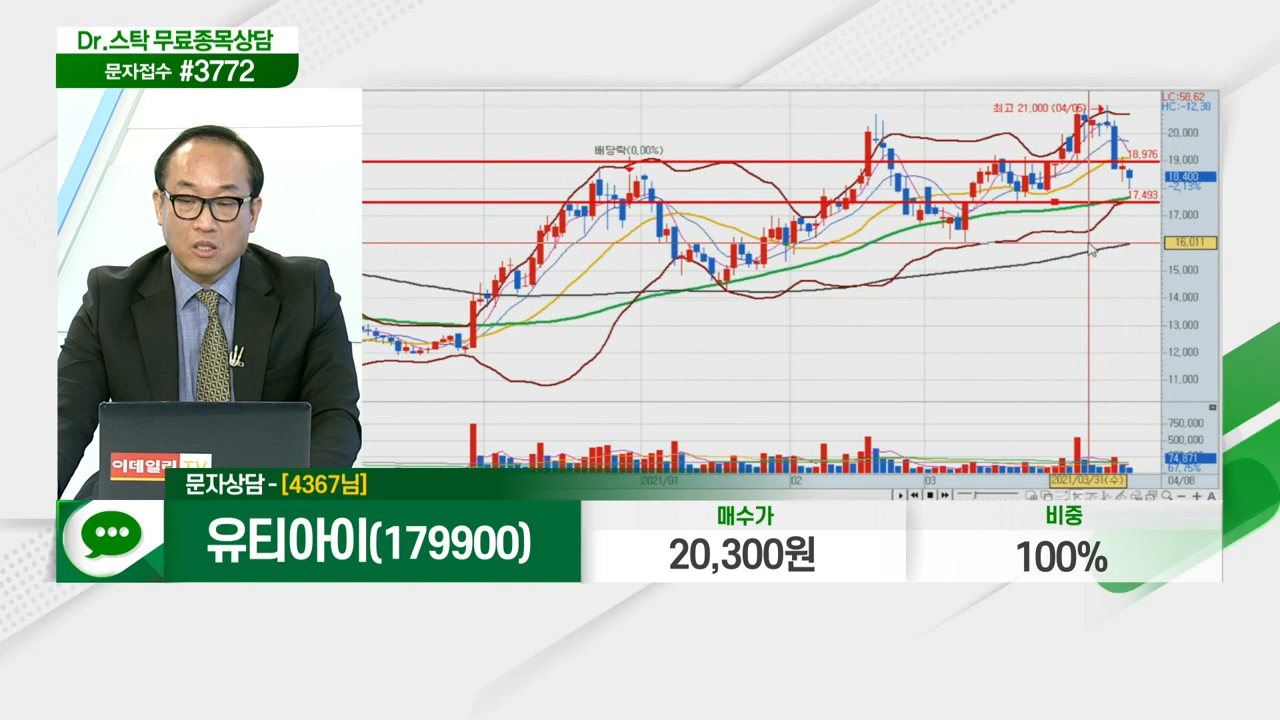 Dr.스탁 무료종목상담
문자접수 #3772
LC:58.62
HC:-12.38
최고 21,000 (04/05)
배당락(0.00%)
20,000
19,000
18,976
18,400
-2.13%
17,493
17,000
16,011
15,000
14,000
13,000
12,000
11,000
750,000
500,000
74,871
67.75%
2021/01
02
03
2021/03/31(수)
04/08
A
이데일리 TV
문자상담 - [4367님]
유티아이(179900)
매수가
20,300원
비중
100%